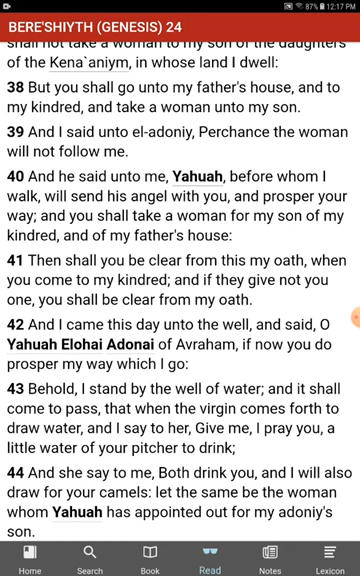 87% 12:17 PM
BERE'SHIYTH (GENESIS) 24
shall not take a woman to my son of the daughters
of the Kena`aniym, in whose land I dwell:
38 But you shall go unto my father's house, and to
my kindred, and take a woman unto my son.
39 And I said unto el-adoniy, Perchance the woman
will not follow me.
40 And he said unto me, Yahuah, before whom I
walk, will send his angel with you, and prosper your
way; and you shall take a woman for my son of my
kindred, and of my father's house:
41 Then shall you be clear from this my oath, when
you come to my kindred; and if they give not you
one, you shall be clear from my oath.
42 And I came this day unto the well, and said, O
Yahuah Elohai Adonai of Avraham, if now you do
prosper my way which I go:
43 Behold, I stand by the well of water; and it shall
come to pass, that when the virgin comes forth to
draw water, and I say to her, Give me, I pray you, a
little water of your pitcher to drink;
44 And she say to me, Both drink you, and I will also
draw for your camels: let the same be the woman
whom Yahuah has appointed out for my adoniy's
son.
Home Search Book Read Notes Lexicon